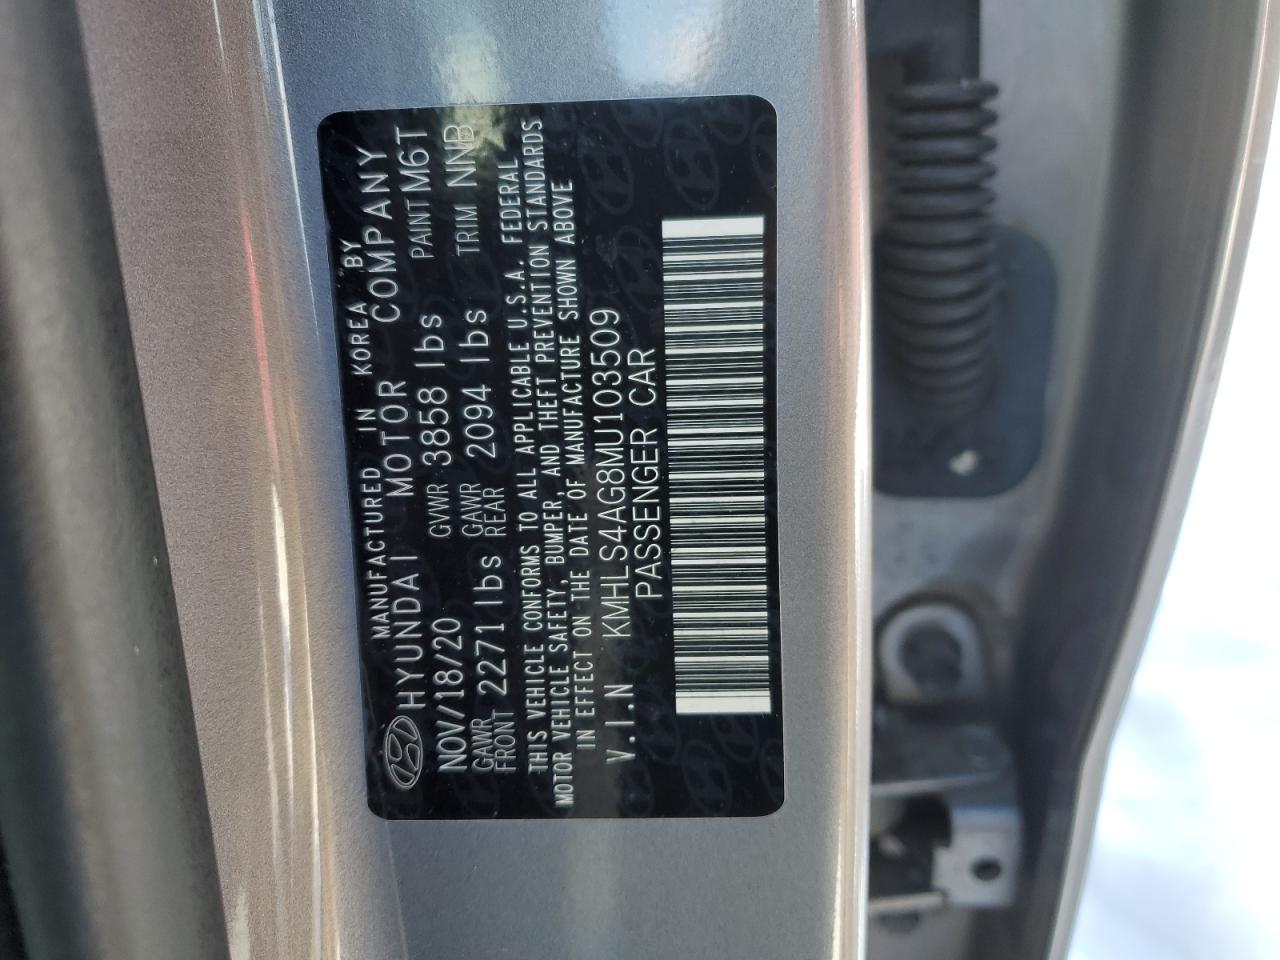 MANUFACTURED IN KOREA BY
HYUNDAI MOTOR COMPANY
NOV/18/20 GVWR 3858 lbs PAINT M6T
GAWR FRONT 2271 lbs GAWR REAR 2094 lbs TRIM NNB
THIS VEHICLE CONFORMS TO ALL APPLICABLE U.S.A. FEDERAL
MOTOR VEHICLE SAFETY, BUMPER, AND THEFT PREVENTION STANDARDS
IN EFFECT ON THE DATE OF MANUFACTURE SHOWN ABOVE
V.I.N KMHLS4AG8MU103509
PASSENGER CAR